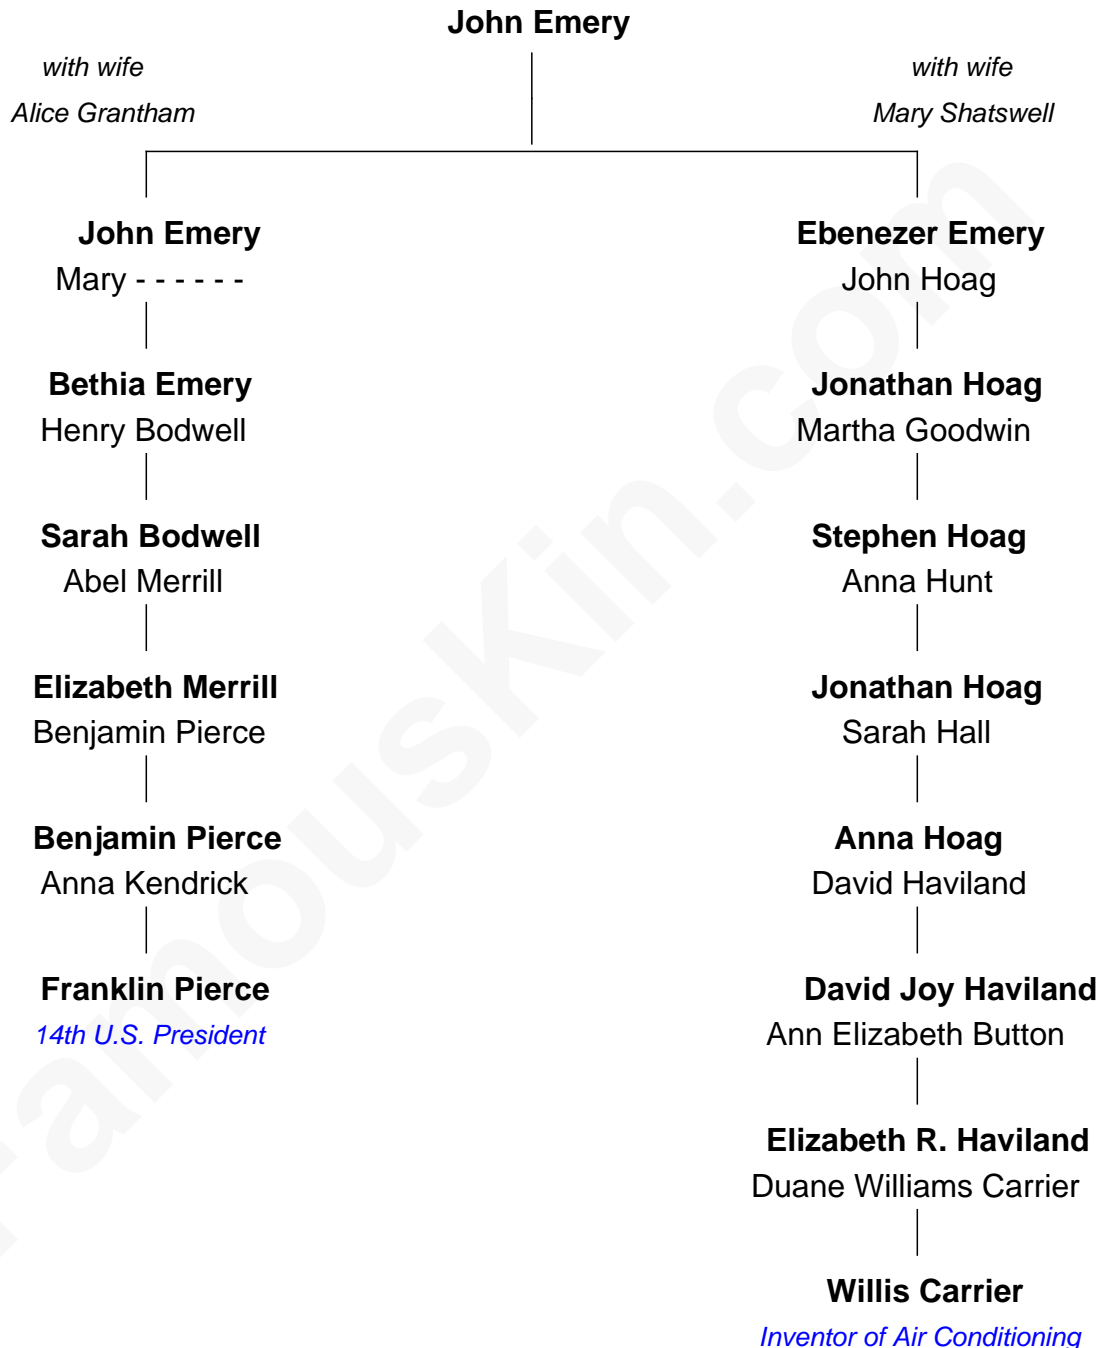 John Emery
with wife
Alice Grantham
with wife
Mary Shatswell
John Emery
Mary - - - - - -
Bethia Emery
Henry Bodwell
Sarah Bodwell
Abel Merrill
Elizabeth Merrill
Benjamin Pierce
Benjamin Pierce
Anna Kendrick
Franklin Pierce
14th U.S. President
Ebenezer Emery
John Hoag
Jonathan Hoag
Martha Goodwin
Stephen Hoag
Anna Hunt
Jonathan Hoag
Sarah Hall
Anna Hoag
David Haviland
David Joy Haviland
Ann Elizabeth Button
Elizabeth R. Haviland
Duane Williams Carrier
Willis Carrier
Inventor of Air Conditioning
FamousKin.com